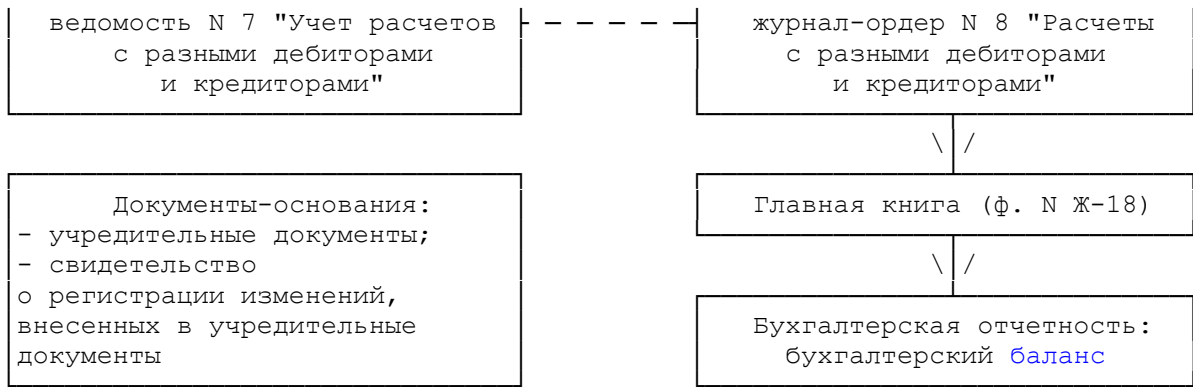 ведомость N 7 "Учет расчетов
с разными дебиторами
и кредиторами"
журнал-ордер N 8 "Расчеты
с разными дебиторами
и кредиторами"
Документы-основания:
- учредительные документы;
- свидетельство
о регистрации изменений,
внесенных в учредительные
документы
Главная книга (ф. N Ж-18)
Бухгалтерская отчетность:
бухгалтерский баланс